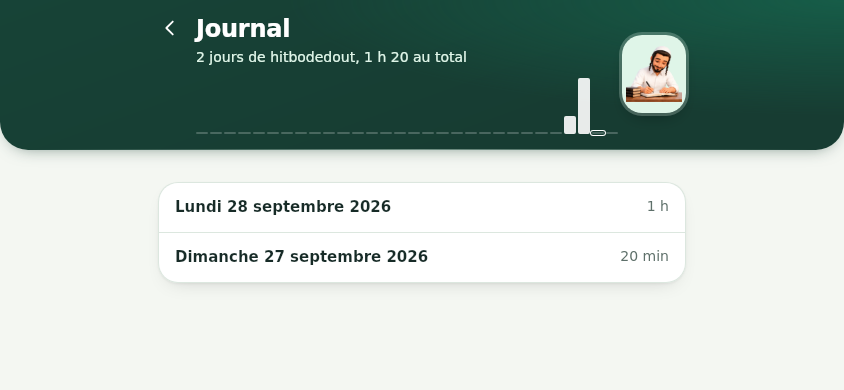 Journal
2 jours de hitbodedout, 1 h 20 au total
Lundi 28 septembre 2026 1 h
Dimanche 27 septembre 2026 20 min